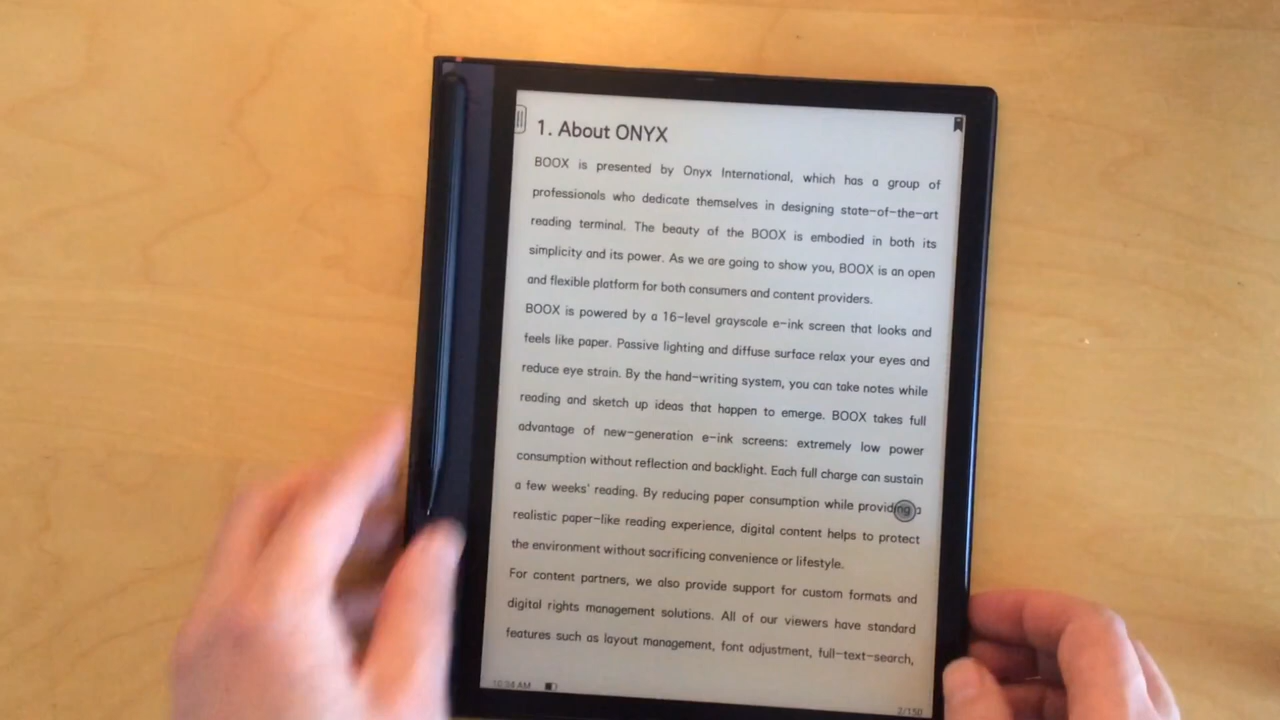 1. About ONYX
BOOX is presented by Onyx International, which has a group of
professionals who dedicate themselves in designing state-of-the-art
reading terminal. The beauty of the BOOX is embodied in both its
simplicity and its power. As we are going to show you, BOOX is an open
and flexible platform for both consumers and content providers.
BOOX is powered by a 16-level grayscale e-ink screen that looks and
feels like paper. Passive lighting and diffuse surface relax your eyes and
reduce eye strain. By the hand-writing system, you can take notes while
reading and sketch up ideas that happen to emerge. BOOX takes full
advantage of new-generation e-ink screens: extremely low power
consumption without reflection and backlight. Each full charge can sustain
a few weeks' reading. By reducing paper consumption while providing a
realistic paper-like reading experience, digital content helps to protect
the environment without sacrificing convenience or lifestyle.
For content partners, we also provide support for custom formats and
digital rights management solutions. All of our viewers have standard
features such as layout management, font adjustment, full-text-search,
10:34 AM
2/150